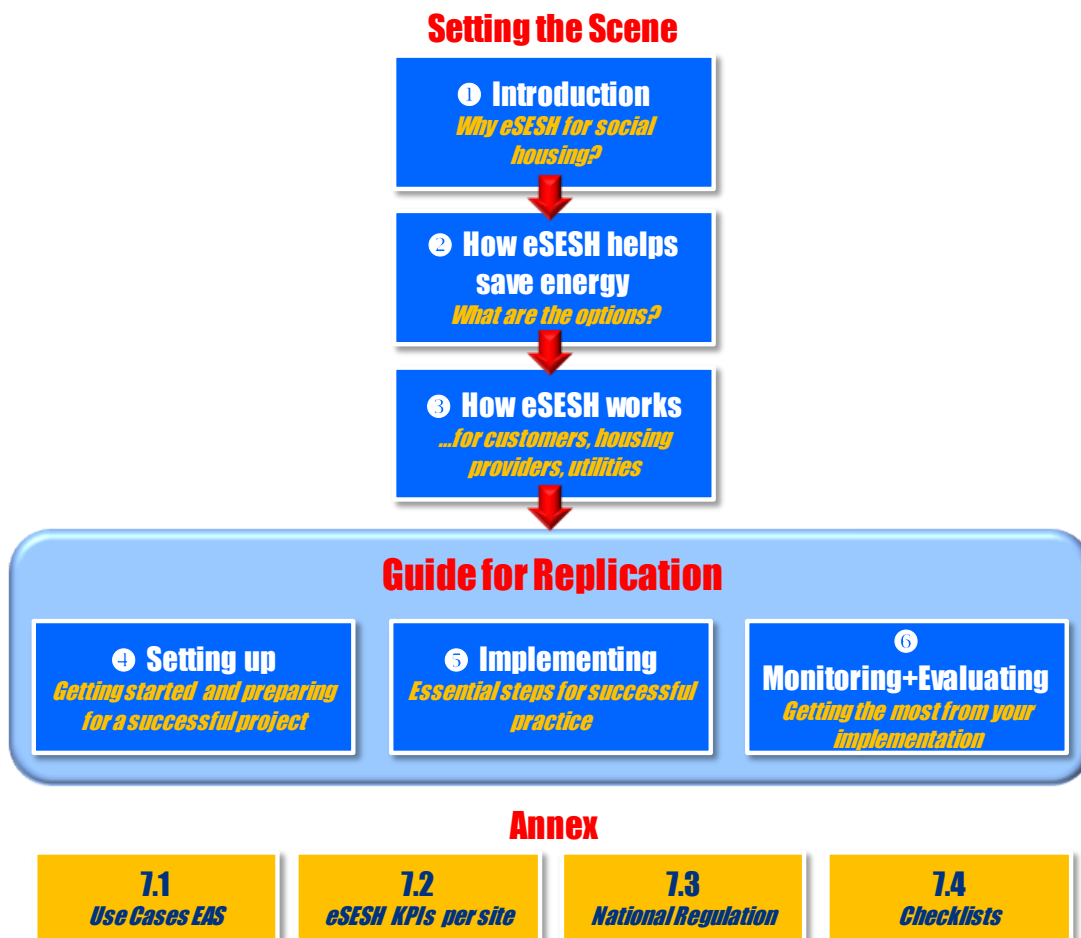 Setting the Scene
❶ Introduction
Why eSESH for social
housing?
❷ How eSESH helps
save energy
What are the options?
❸ How eSESH works
...for customers, housing
providers, utilities
Guide for Replication
❹ Setting up
Getting started and preparing
for a successful project
❺ Implementing
Essential steps for successful
practice
❻
Monitoring+Evaluating
Getting the most from your
implementation
Annex
7.1
Use Cases EAS
7.2
eSESH KPIs per site
7.3
National Regulation
7.4
Checklists